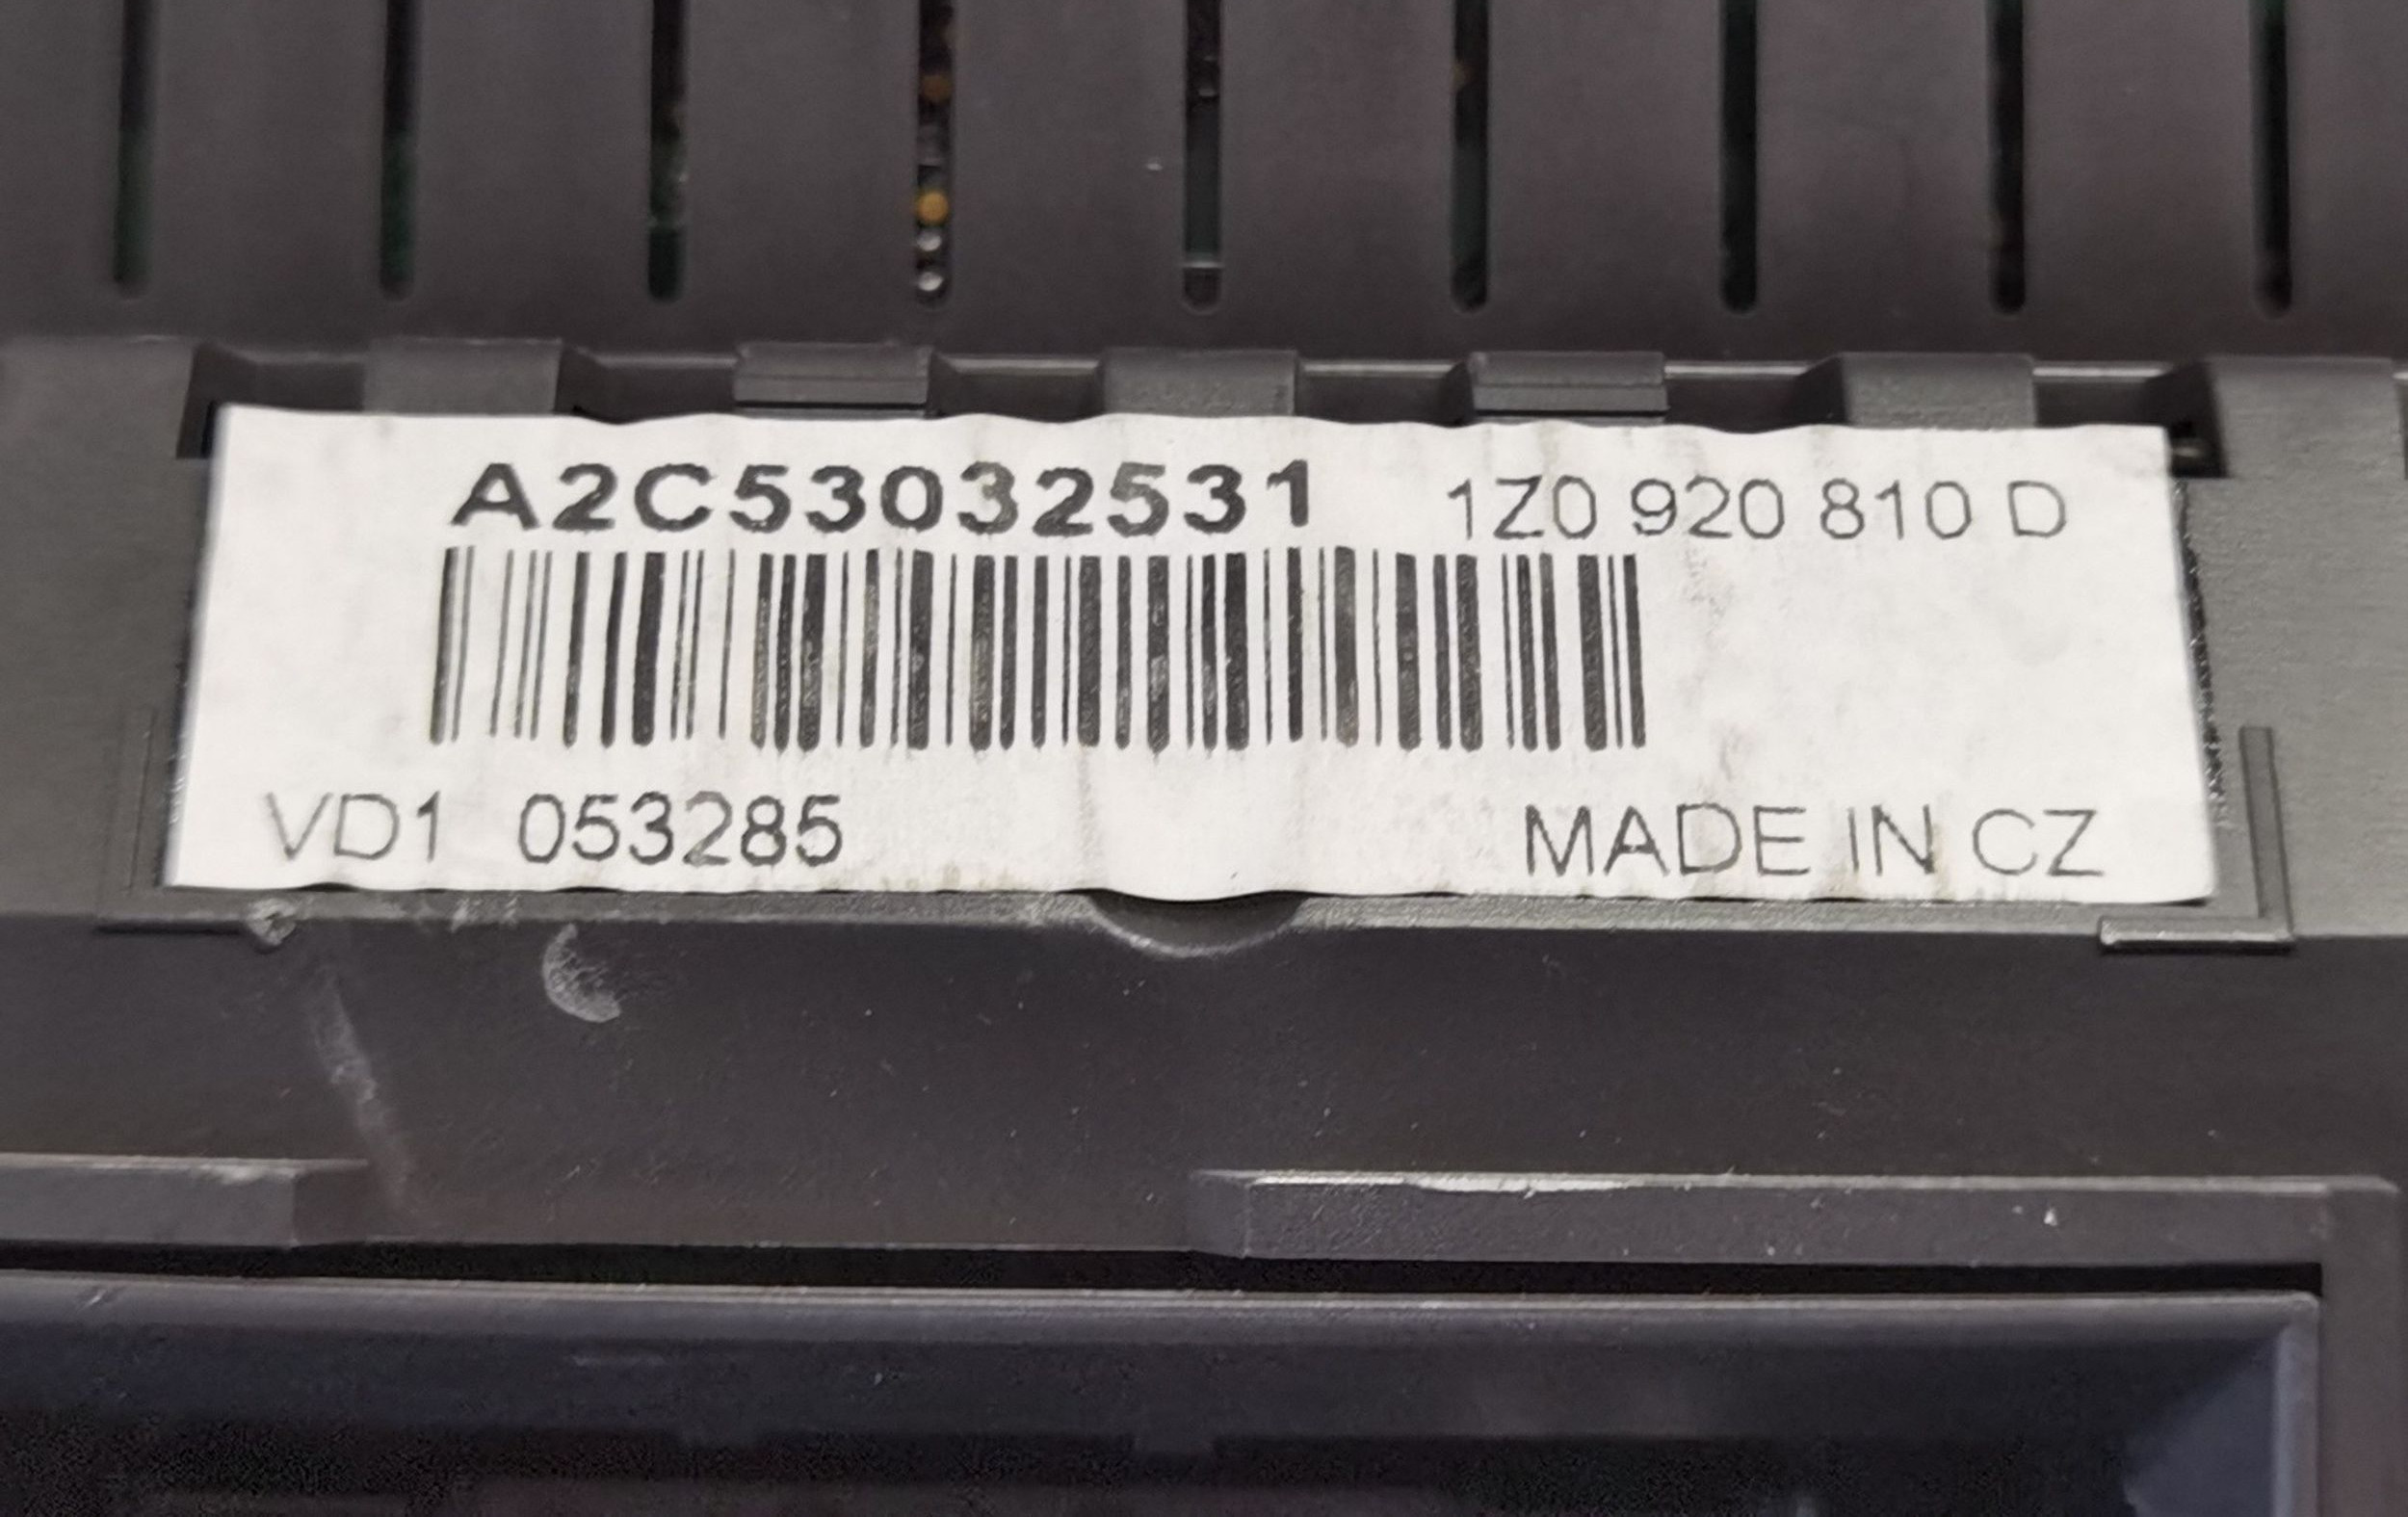 A2C53032531 1Z0 920 810 D
VD1 053285 MADE IN CZ